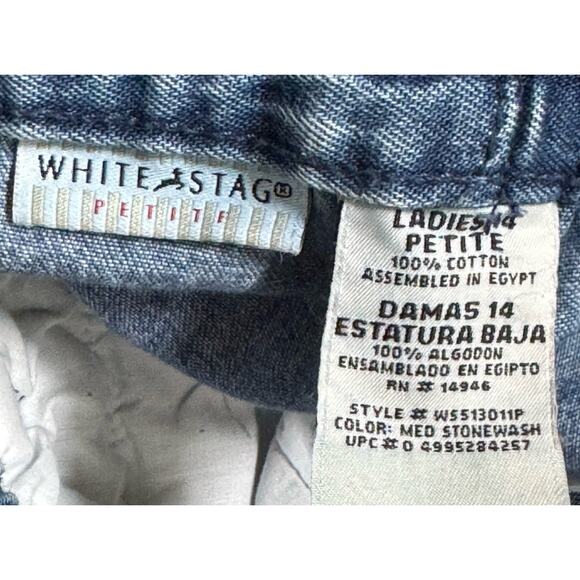 WHITE STAG®
PETITE
LADIES 14
PETITE
100% COTTON
ASSEMBLED IN EGYPT
DAMAS 14
ESTATURA BAJA
100% ALGODON
ENSAMBLADO EN EGIPTO
RN # 14946
STYLE # WS513011P
COLOR: MED STONEWASH
UPC# 0 4995284257